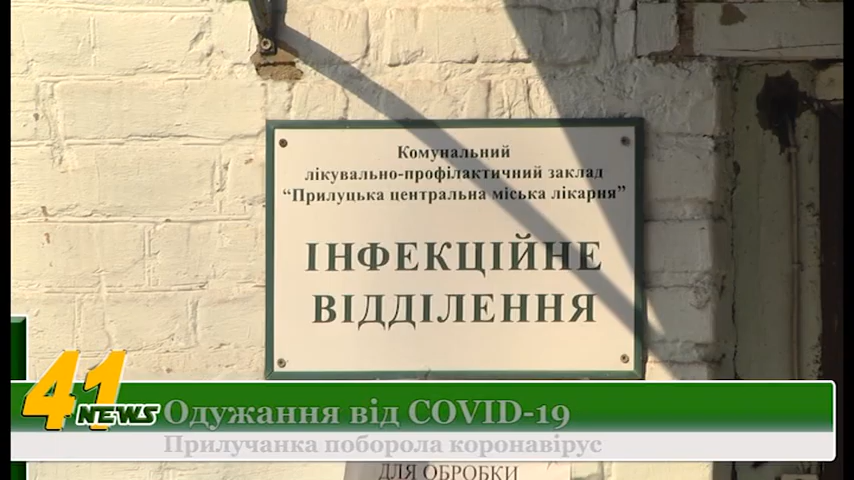 Комунальний
лікувально-профілактичний заклад
“Прилуцька центральна міська лікарня”
ІНФЕКЦІЙНЕ
ВІДДІЛЕННЯ
41 NEWS
Одужання від COVID-19
Прилучанка поборола коронавірус
ДЛЯ ОБРОБКИ